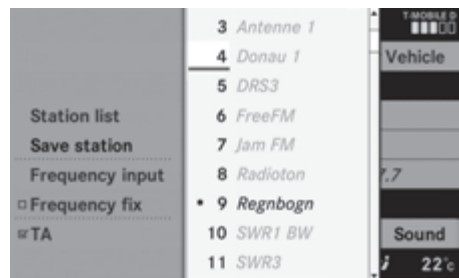 Station list
Save station
Frequency input
Frequency fix
TA
3 Antenne 1
4 Donau 1
5 DRS3
6 FreeFM
7 Jam FM
8 Radioton
9 Regnbogn
10 SWR1 BW
11 SWR3
T-MOBILE D
Vehicle
7.7
Sound
22°c